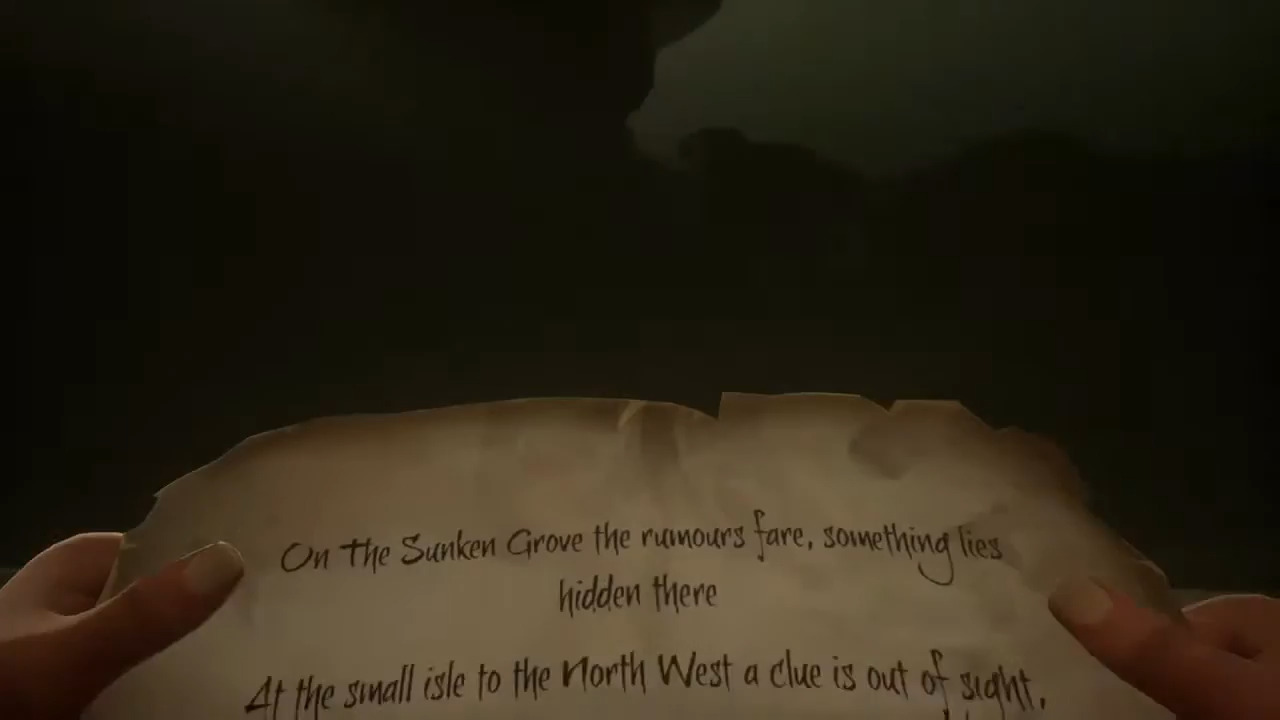 On The Sunken Grove the rumours fare, something lies
hidden there
At the small isle to the North West a clue is out of sight,